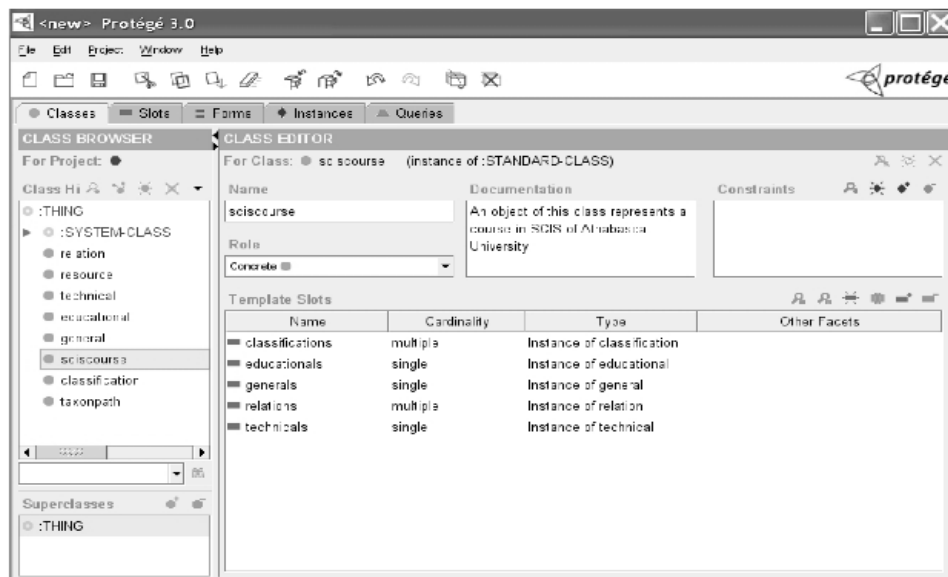 <new> Protégé 3.0
File Edit Project Window Help
protégé
Classes Slots Forms Instances Queries
CLASS BROWSER
For Project:
Class Hi
:THING
:SYSTEM-CLASS
relation
resource
technical
educational
general
sciscourse
classification
taxonpath
Superclasses
:THING
CLASS EDITOR
For Class: sciscourse (instance of :STANDARD-CLASS)
Name
sciscourse
Role
Concrete
Documentation
An object of this class represents a
course in SCIS of Athabasca
University
Constraints
Template Slots
Name Cardinality Type Other Facets
classifications multiple Instance of classification
educationals single Instance of educational
generals single Instance of general
relations multiple Instance of relation
technicals single Instance of technical